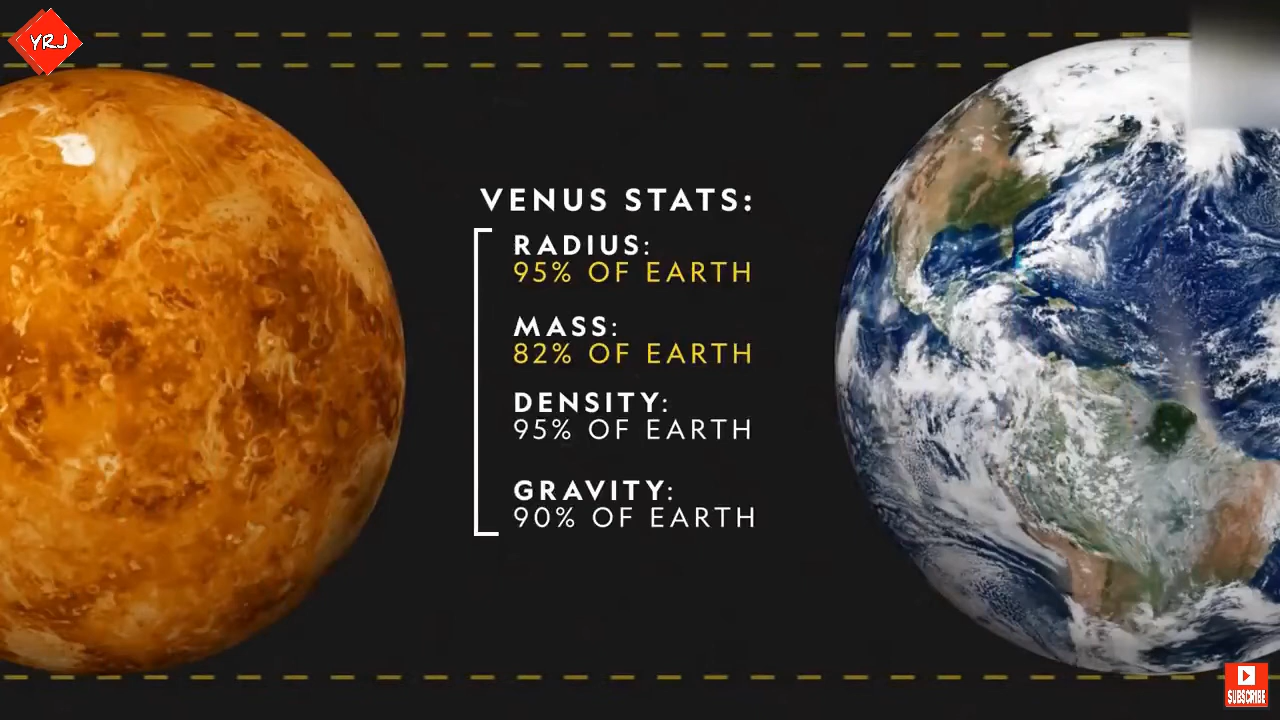 YRJ
VENUS STATS:
RADIUS:
95% OF EARTH
MASS:
82% OF EARTH
DENSITY:
95% OF EARTH
GRAVITY:
90% OF EARTH
SUBSCRIBE